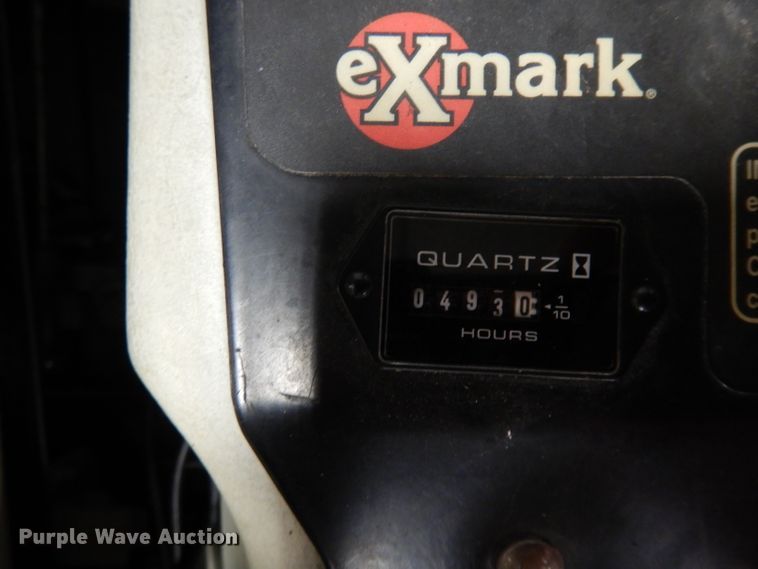 eXmark.
QUARTZ
0 4 9 3 0 1/10
HOURS
Purple Wave Auction